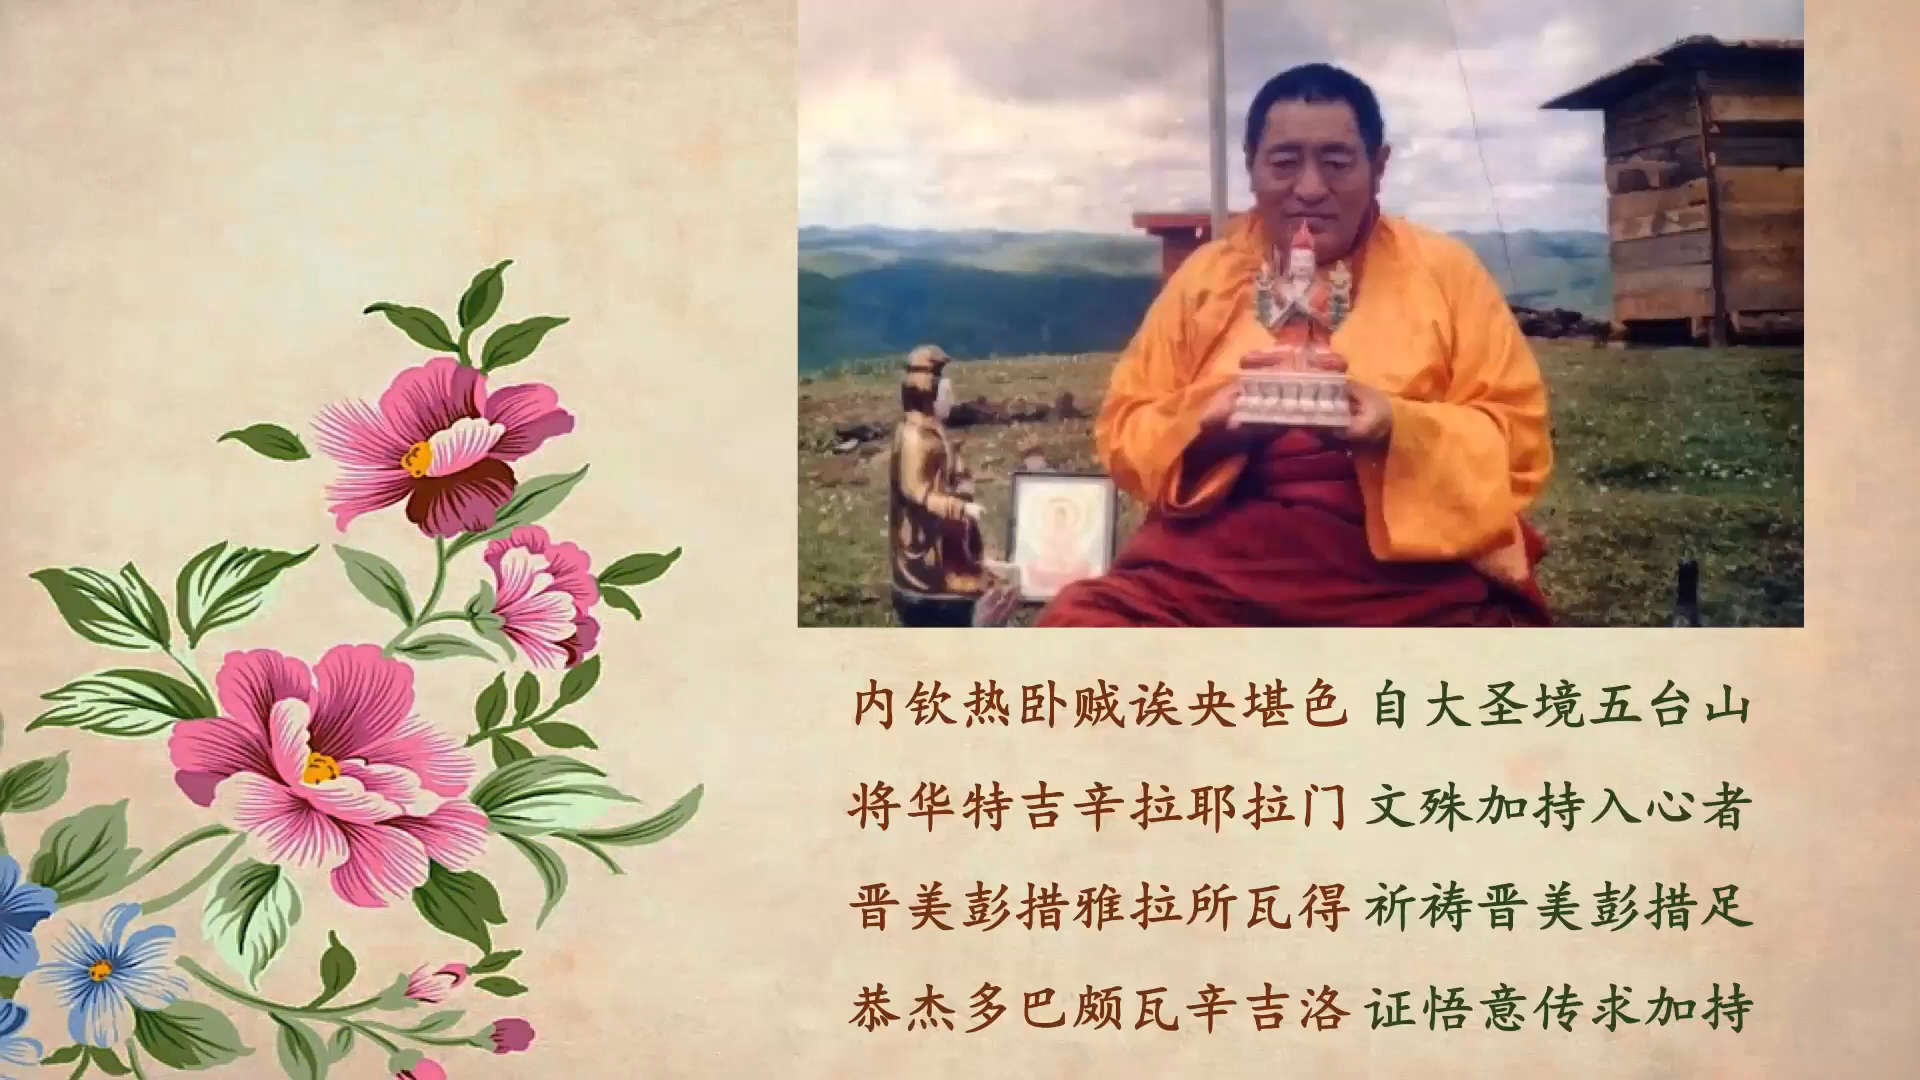 内钦热卧贼诶央堪色 自大圣境五台山
将华特吉辛拉耶拉门 文殊加持入心者
晋美彭措雅拉所瓦得 祈祷晋美彭措足
恭杰多巴颇瓦辛吉洛 证悟意传求加持